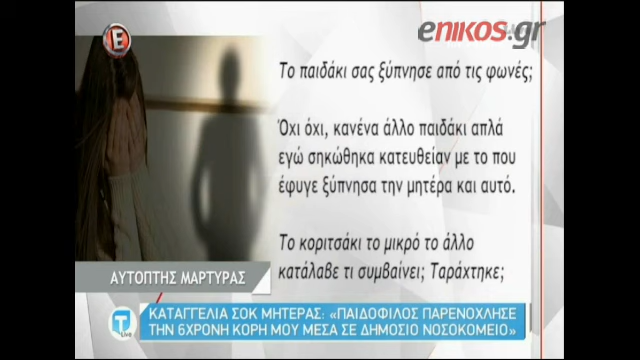 enikos.gr
E
Το παιδάκι σας ξύπνησε από τις φωνές;
Όχι όχι, κανένα άλλο παιδάκι απλά
εγώ σηκώθηκα κατευθείαν με το που
έφυγε ξύπνησα την μητέρα και αυτό.
Το κοριτσάκι το μικρό το άλλο
κατάλαβε τι συμβαίνει; Ταράχτηκε;
ΑΥΤΟΠΤΗΣ ΜΑΡΤΥΡΑΣ
ΚΑΤΑΓΓΕΛΙΑ ΣΟΚ ΜΗΤΕΡΑΣ: «ΠΑΙΔΟΦΙΛΟΣ ΠΑΡΕΝΟΧΛΗΣΕ
ΤΗΝ 6ΧΡΟΝΗ ΚΟΡΗ ΜΟΥ ΜΕΣΑ ΣΕ ΔΗΜΟΣΙΟ ΝΟΣΟΚΟΜΕΙΟ»
T
Live